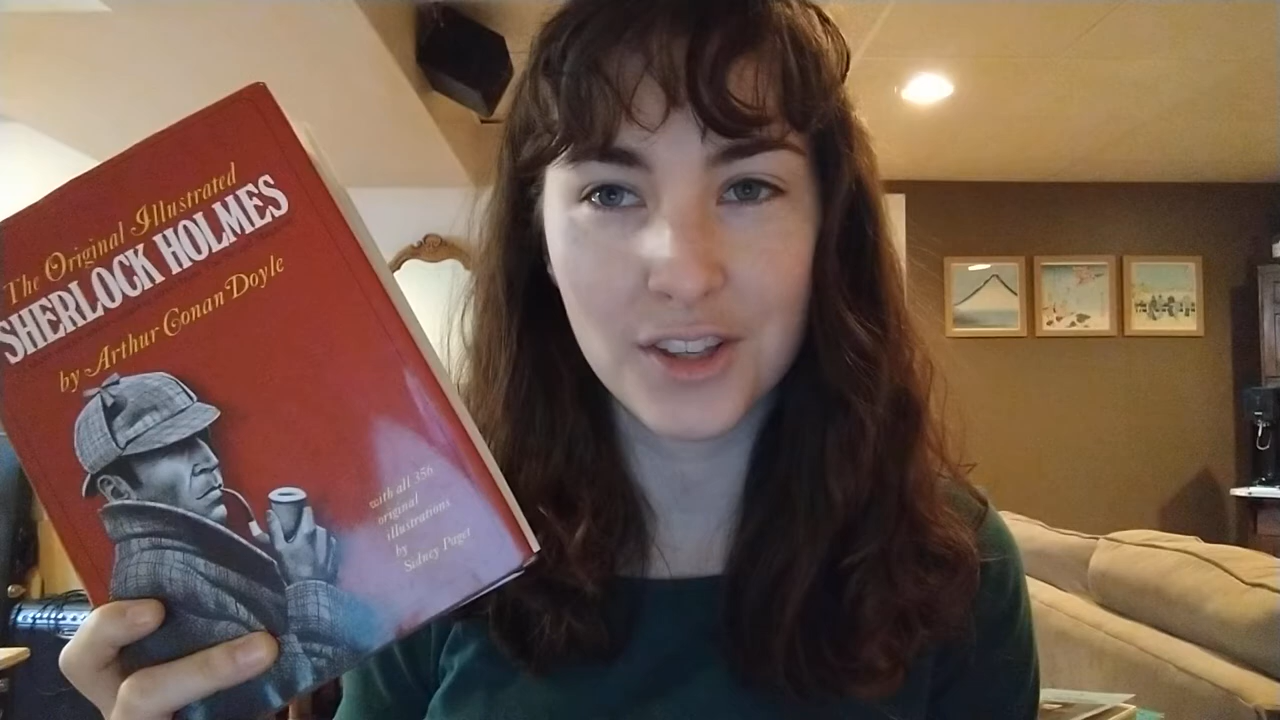 The Original Illustrated
SHERLOCK HOLMES
by Arthur Conan Doyle
with all 356
original
illustrations
by
Sidney Paget